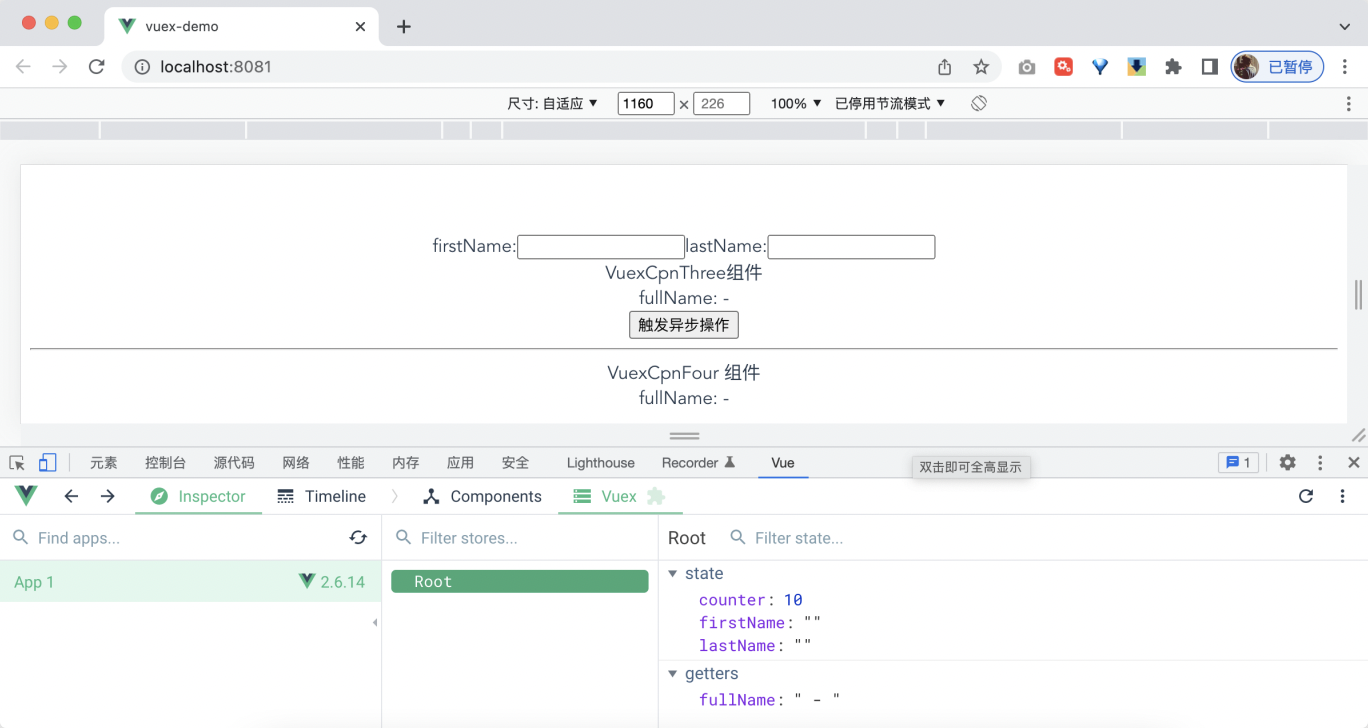 vuex-demo
localhost:8081
已暂停
尺寸: 自适应 ▼ 1160 × 226 100% ▼ 已停用节流模式 ▼
firstName: lastName:
VuexCpnThree组件
fullName: -
触发异步操作
VuexCpnFour 组件
fullName: -
元素 控制台 源代码 网络 性能 内存 应用 安全 Lighthouse Recorder Vue 双击即可全高显示 1
Inspector Timeline Components Vuex
Find apps... Filter stores... Root Filter state...
App 1 2.6.14 Root state
counter: 10
firstName: ""
lastName: ""
getters
fullName: " - "